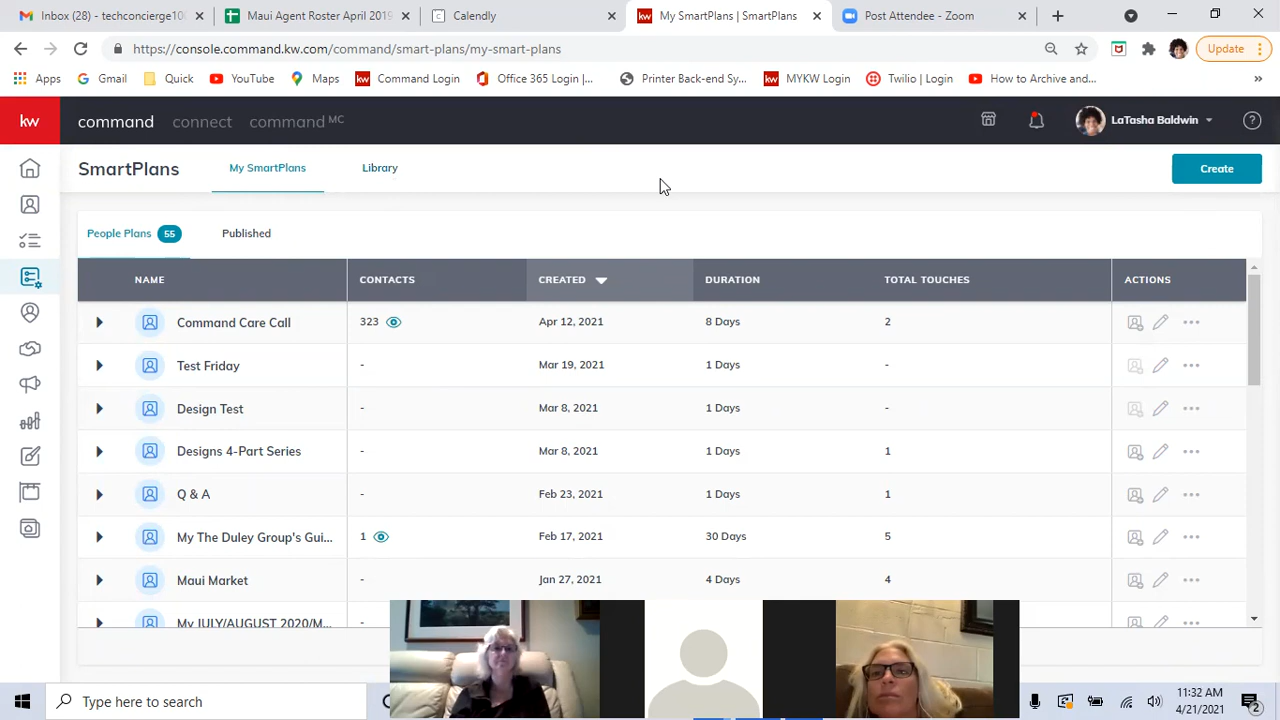 Inbox (28) - techconcierge108
Maui Agent Roster April 2019
Calendly
My SmartPlans | SmartPlans
Post Attendee - Zoom
https://console.command.kw.com/command/smart-plans/my-smart-plans
Update
Apps
Gmail
Quick
YouTube
Maps
Command Login
Office 365 Login |...
Printer Back-end Sy...
MYKW Login
Twilio | Login
How to Archive and...
»
kw
command
connect
command MC
LaTasha Baldwin
SmartPlans
My SmartPlans
Library
Create
People Plans 55
Published
NAME CONTACTS CREATED DURATION TOTAL TOUCHES ACTIONS
Command Care Call 323 Apr 12, 2021 8 Days 2
Test Friday - Mar 19, 2021 1 Days -
Design Test - Mar 8, 2021 1 Days -
Designs 4-Part Series - Mar 8, 2021 1 Days 1
Q & A - Feb 23, 2021 1 Days 1
My The Duley Group's Gui... 1 Feb 17, 2021 30 Days 5
Maui Market - Jan 27, 2021 4 Days 4
My JULY/AUGUST 2020/M...
Type here to search
11:32 AM
4/21/2021
2